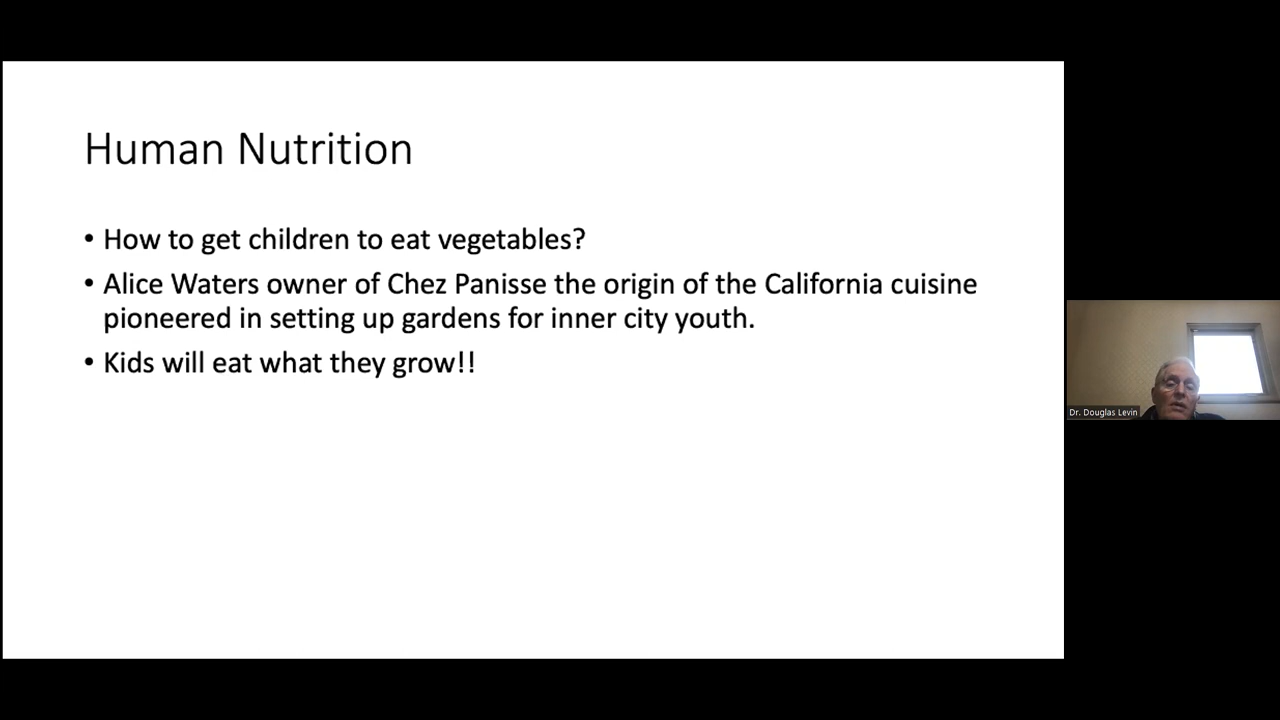 Human Nutrition
• How to get children to eat vegetables?
• Alice Waters owner of Chez Panisse the origin of the California cuisine
pioneered in setting up gardens for inner city youth.
• Kids will eat what they grow!!
Dr. Douglas Levin